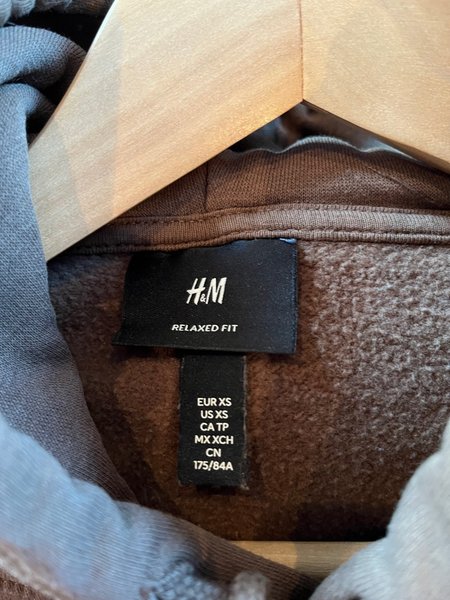 H&M
RELAXED FIT
EUR XS
US XS
CA TP
MX XCH
CN
175/84A